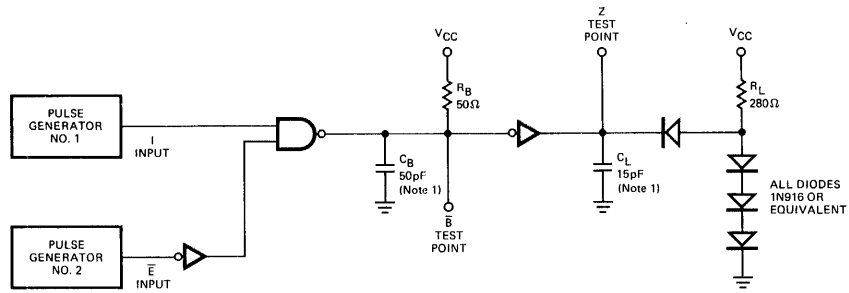 PULSE
GENERATOR
NO. 1
I
INPUT
PULSE
GENERATOR
NO. 2
E̅
INPUT
VCC
RB
50Ω
CB
50pF
(Note 1)
B̅
TEST
POINT
Z
TEST
POINT
CL
15pF
(Note 1)
VCC
RL
280Ω
ALL DIODES
1N916 OR
EQUIVALENT